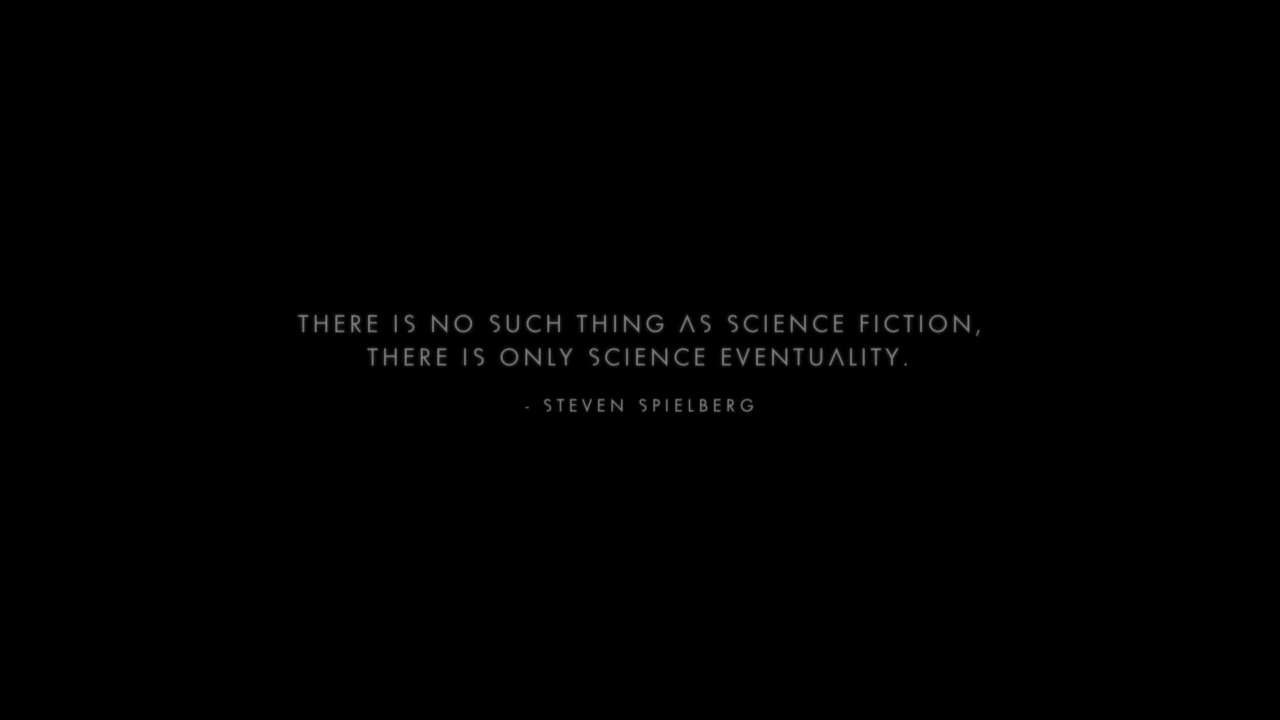 THERE IS NO SUCH THING AS SCIENCE FICTION,
THERE IS ONLY SCIENCE EVENTUALITY.
- STEVEN SPIELBERG